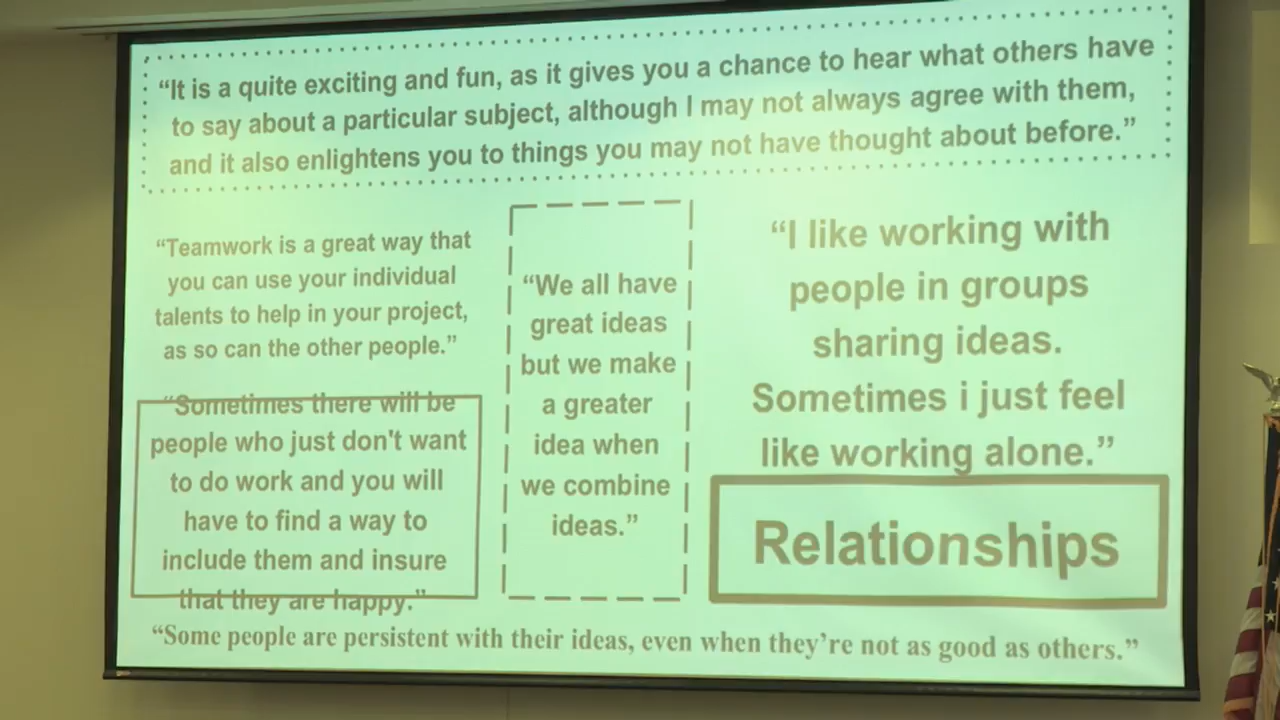 “It is a quite exciting and fun, as it gives you a chance to hear what others have
to say about a particular subject, although I may not always agree with them,
and it also enlightens you to things you may not have thought about before.”
“Teamwork is a great way that
you can use your individual
talents to help in your project,
as so can the other people.”
“Sometimes there will be
people who just don't want
to do work and you will
have to find a way to
include them and insure
that they are happy.”
“We all have
great ideas
but we make
a greater
idea when
we combine
ideas.”
“I like working with
people in groups
sharing ideas.
Sometimes i just feel
like working alone.”
Relationships
“Some people are persistent with their ideas, even when they’re not as good as others.”